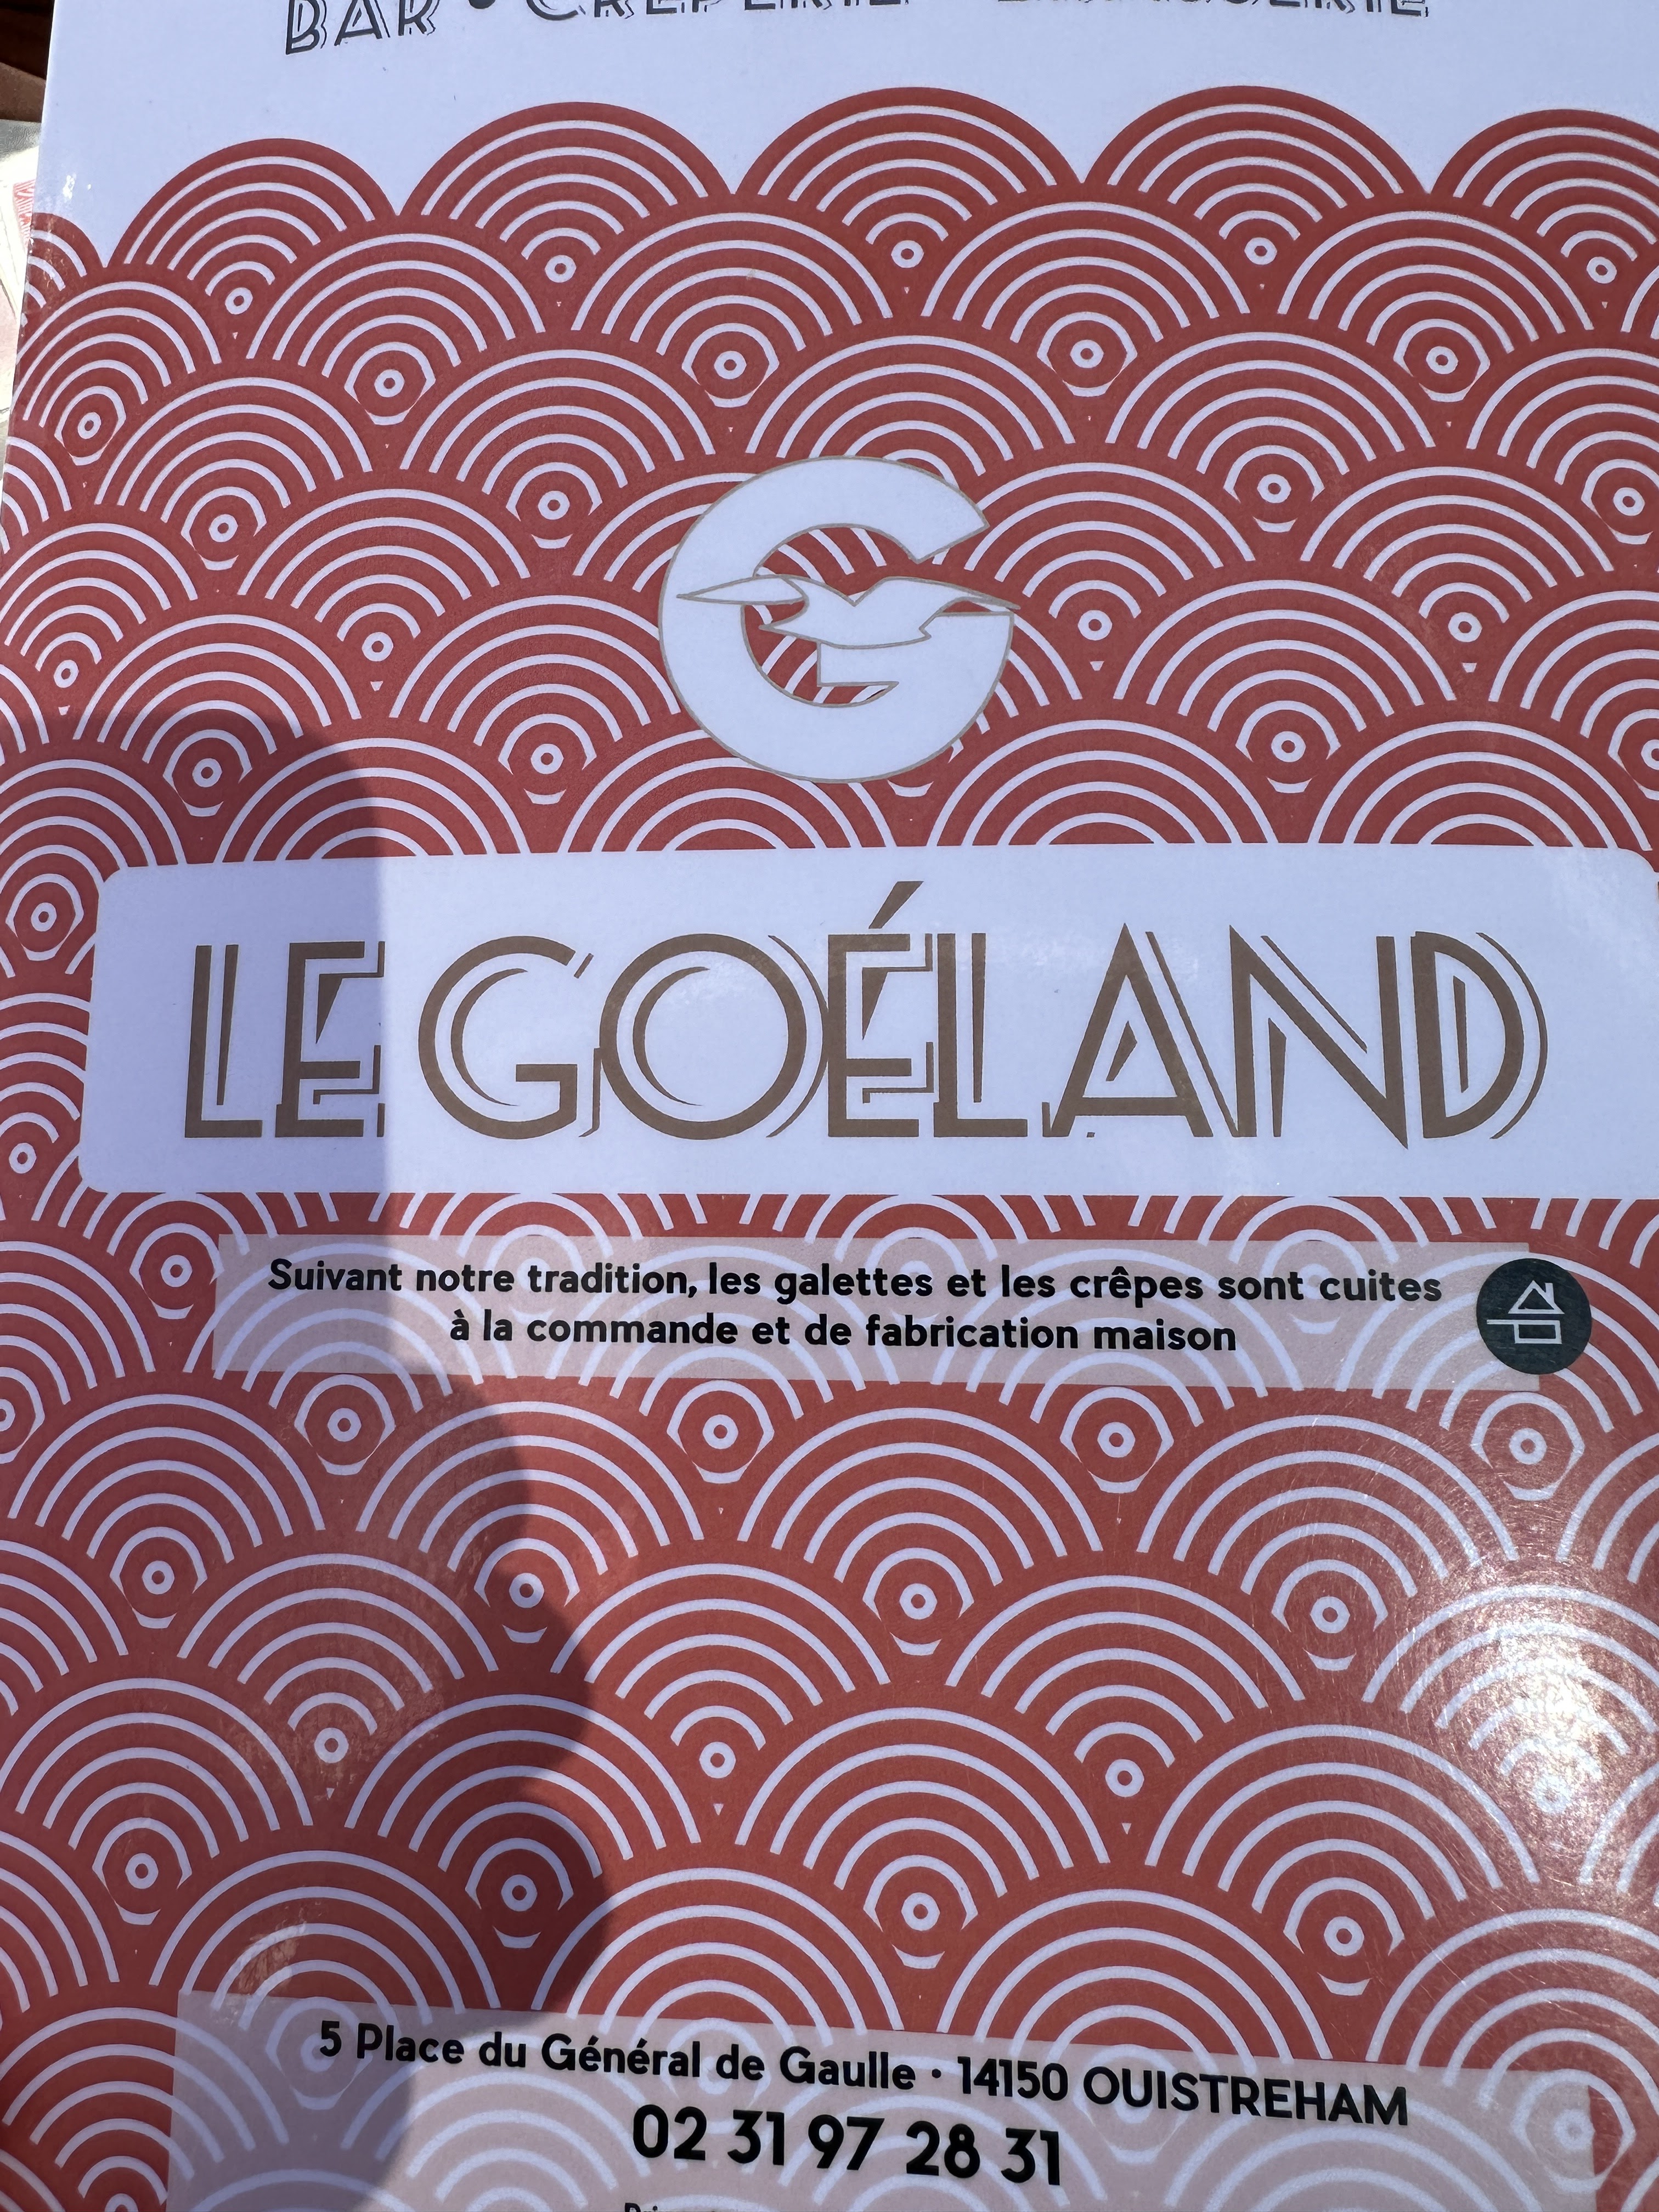 BAR • CRÊPERIE
LE GOÉLAND
Suivant notre tradition, les galettes et les crêpes sont cuites
à la commande et de fabrication maison
5 Place du Général de Gaulle • 14150 OUISTREHAM
02 31 97 28 31